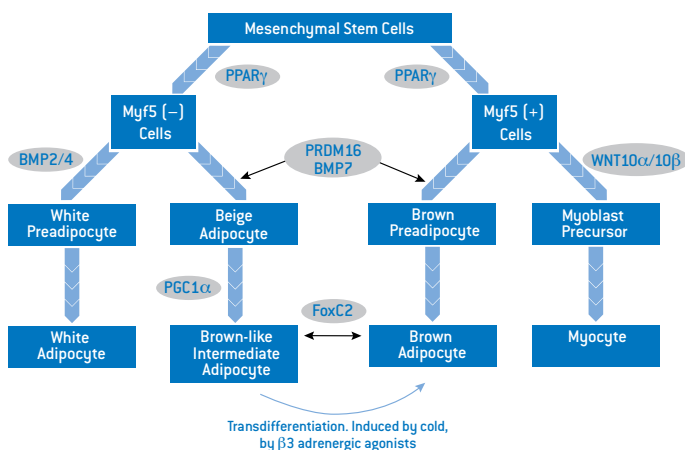 Mesenchymal Stem Cells
PPARγ
PPARγ
Myf5 (–)
Cells
Myf5 (+)
Cells
BMP2/4
PRDM16
BMP7
WNT10α/10β
White
Preadipocyte
Beige
Adipocyte
Brown
Preadipocyte
Myoblast
Precursor
PGC1α
FoxC2
White
Adipocyte
Brown-like
Intermediate
Adipocyte
Brown
Adipocyte
Myocyte
Transdifferentiation. Induced by cold,
by β3 adrenergic agonists